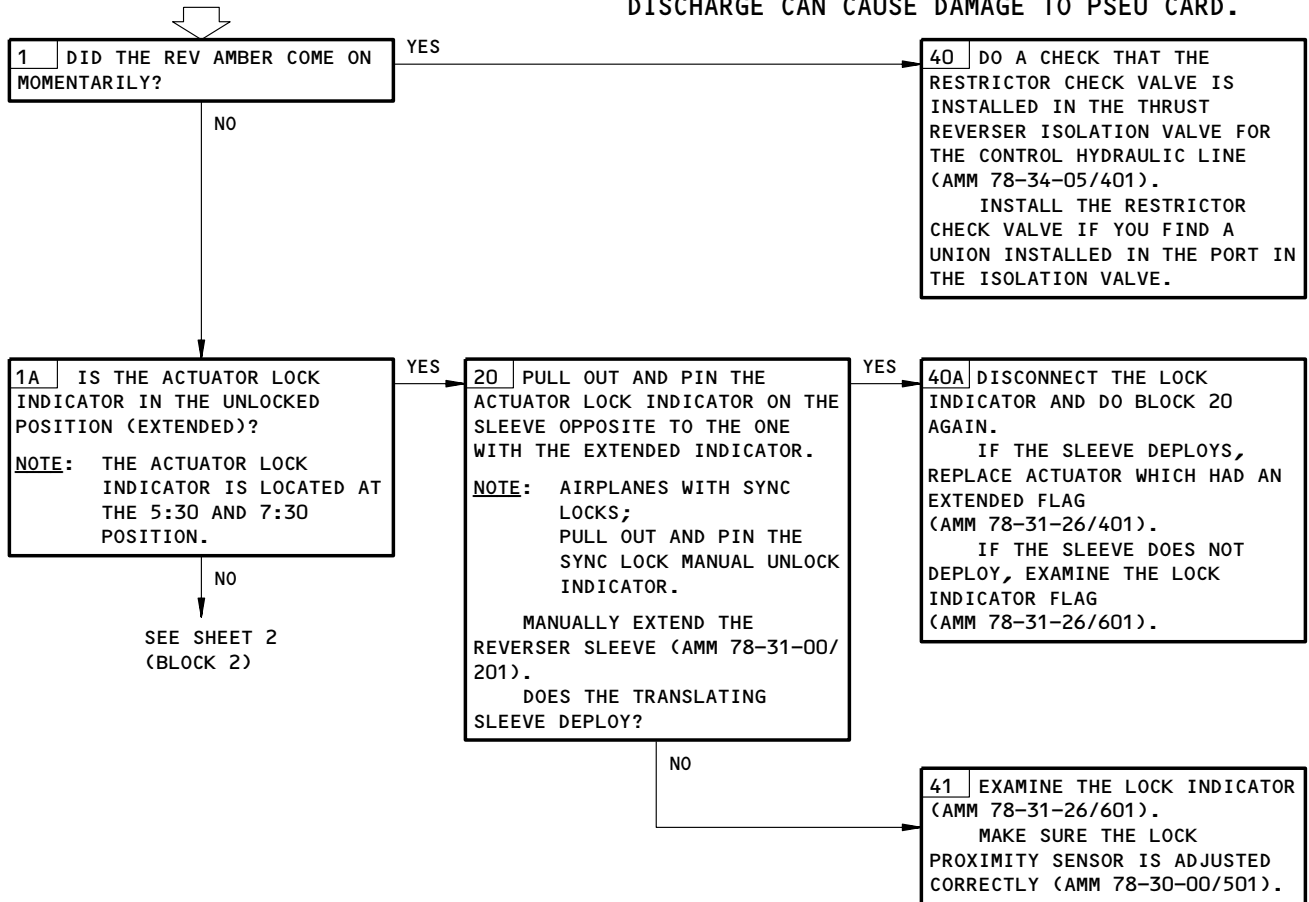 DISCHARGE CAN CAUSE DAMAGE TO PSEU CARD.
1 DID THE REV AMBER COME ON
MOMENTARILY?
YES
NO
40 DO A CHECK THAT THE
RESTRICTOR CHECK VALVE IS
INSTALLED IN THE THRUST
REVERSER ISOLATION VALVE FOR
THE CONTROL HYDRAULIC LINE
(AMM 78-34-05/401).
INSTALL THE RESTRICTOR
CHECK VALVE IF YOU FIND A
UNION INSTALLED IN THE PORT IN
THE ISOLATION VALVE.
1A IS THE ACTUATOR LOCK
INDICATOR IN THE UNLOCKED
POSITION (EXTENDED)?
NOTE: THE ACTUATOR LOCK
INDICATOR IS LOCATED AT
THE 5:30 AND 7:30
POSITION.
YES
NO
SEE SHEET 2
(BLOCK 2)
20 PULL OUT AND PIN THE
ACTUATOR LOCK INDICATOR ON THE
SLEEVE OPPOSITE TO THE ONE
WITH THE EXTENDED INDICATOR.
NOTE: AIRPLANES WITH SYNC
LOCKS;
PULL OUT AND PIN THE
SYNC LOCK MANUAL UNLOCK
INDICATOR.
MANUALLY EXTEND THE
REVERSER SLEEVE (AMM 78-31-00/
201).
DOES THE TRANSLATING
SLEEVE DEPLOY?
YES
NO
40A DISCONNECT THE LOCK
INDICATOR AND DO BLOCK 20
AGAIN.
IF THE SLEEVE DEPLOYS,
REPLACE ACTUATOR WHICH HAD AN
EXTENDED FLAG
(AMM 78-31-26/401).
IF THE SLEEVE DOES NOT
DEPLOY, EXAMINE THE LOCK
INDICATOR FLAG
(AMM 78-31-26/601).
41 EXAMINE THE LOCK INDICATOR
(AMM 78-31-26/601).
MAKE SURE THE LOCK
PROXIMITY SENSOR IS ADJUSTED
CORRECTLY (AMM 78-30-00/501).